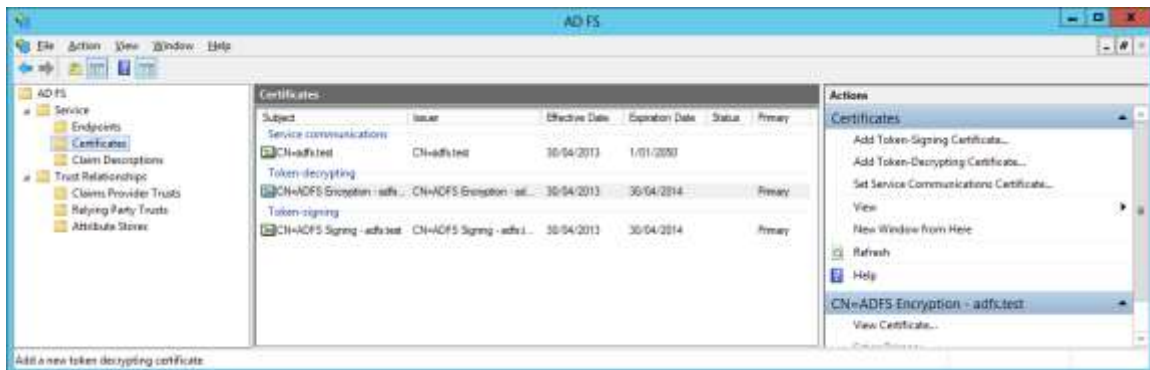 AD FS
File Action View Window Help
AD FS
Service
Endpoints
Certificates
Claim Descriptions
Trust Relationships
Claims Provider Trusts
Relying Party Trusts
Attribute Stores
Certificates
Subject Issuer Effective Date Expiration Date Status Primary
Service communications
CN=adfs.test CN=adfs.test 30/04/2013 1/01/2050
Token-decrypting
CN=ADFS Encryption - adfs... CN=ADFS Encryption - ad... 30/04/2013 30/04/2014 Primary
Token-signing
CN=ADFS Signing - adfs.test CN=ADFS Signing - adfs.t... 30/04/2013 30/04/2014 Primary
Actions
Certificates
Add Token-Signing Certificate...
Add Token-Decrypting Certificate...
Set Service Communications Certificate...
View
New Window from Here
Refresh
Help
CN=ADFS Encryption - adfs.test
View Certificate...
Add a new token decrypting certificate